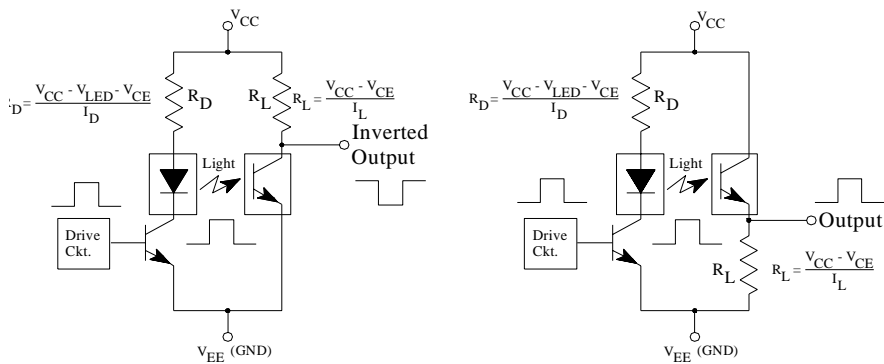 VCC
RD = VCC - VLED - VCE
ID
RD
RL
RL = VCC - VCE
IL
Inverted
Output
Light
Drive
Ckt.
VEE (GND)
VCC
RD = VCC - VLED - VCE
ID
RD
Light
Output
Drive
Ckt.
RL
RL = VCC - VCE
IL
VEE (GND)